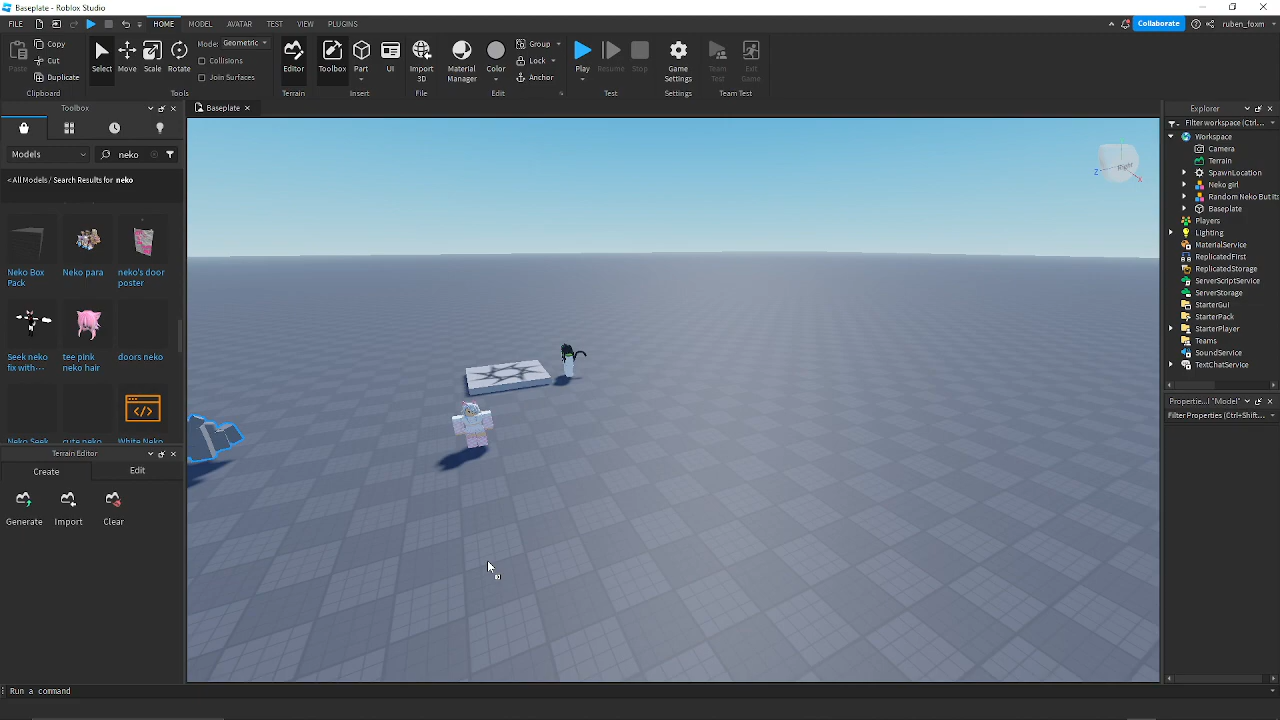 Baseplate - Roblox Studio
FILE HOME MODEL AVATAR TEST VIEW PLUGINS Collaborate ruben_foxm
Paste Copy Cut Duplicate
Select Move Scale Rotate Mode: Geometric Collisions Join Surfaces
Editor Toolbox Part UI Import 3D Material Manager Color Group Lock Anchor
Play Resume Stop Game Settings Team Test Exit Game
Clipboard Tools Terrain Insert File Edit Test Settings Team Test
Toolbox
Baseplate
Explorer
Models neko
Filter workspace (Ctrl...
<All Models / Search Results for neko
Neko Box Pack
Neko para
neko's door poster
Seek neko fix with···
tee pink neko hair
doors neko
Neko Seek
cute neko
White Neko
Terrain Editor
Create Edit
Generate Import Clear
Right
Z X
Workspace
Camera
Terrain
SpawnLocation
Neko girl
Random Neko But Its
Baseplate
Players
Lighting
MaterialService
ReplicatedFirst
ReplicatedStorage
ServerScriptService
ServerStorage
StarterGui
StarterPack
StarterPlayer
Teams
SoundService
TextChatService
Properties...l "Model"
Filter Properties (Ctrl+Shift...
Run a command